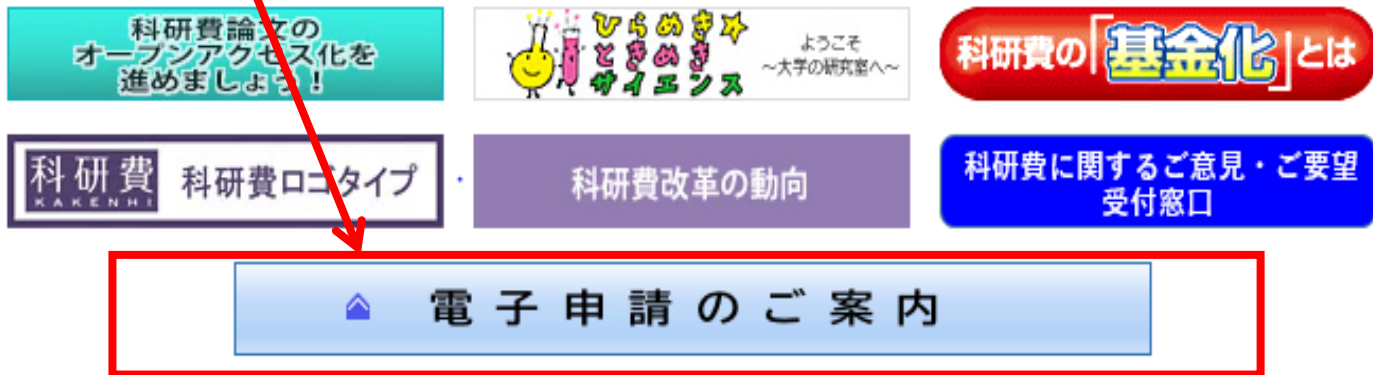 科研費論文の
オープンアクセス化を
進めましょう!
ひらめき☆
ときめき
サイエンス
ようこそ
~大学の研究室へ~
科研費の「基金化」とは
科研費
KAKENHI
科研費ロゴタイプ
科研費改革の動向
科研費に関するご意見・ご要望
受付窓口
電子申請のご案内